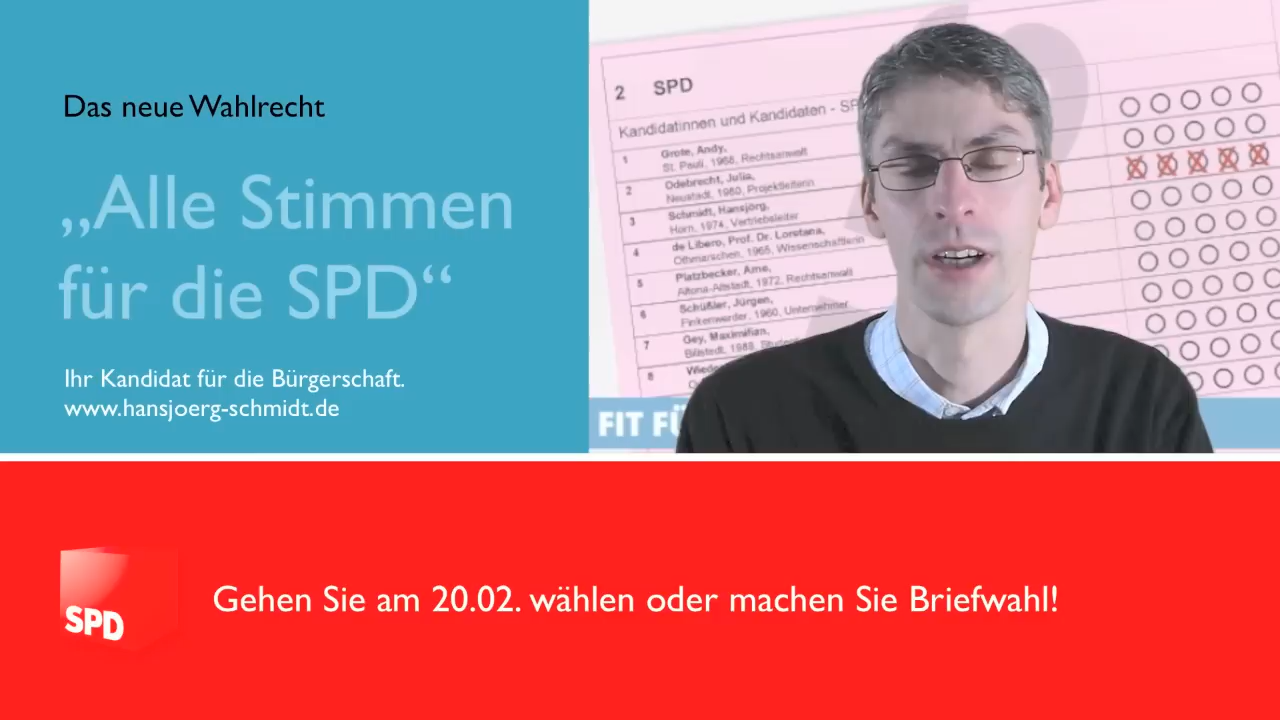 Das neue Wahlrecht
„Alle Stimmen
für die SPD“
Ihr Kandidat für die Bürgerschaft.
www.hansjoerg-schmidt.de
2 SPD
Kandidatinnen und Kandidaten - SP
1 Grote, Andy,
St. Pauli, 1968, Rechtsanwalt
2 Odebrecht, Julia,
Neustadt, 1980, Projektleiterin
3 Schmidt, Hansjörg,
Horn, 1974, Vertriebsleiter
4 de Libero, Prof. Dr. Loretana,
Othmarschen, 1965, Wissenschaftlerin
5 Platzbecker, Arne,
Altona-Altstadt, 1972, Rechtsanwalt
6 Schüßler, Jürgen,
Finkenwerder, 1960, Unternehmer
7 Gey, Maximilian,
Billstedt, 1988, Student
8 Wiede
FIT FÜ
SPD
Gehen Sie am 20.02. wählen oder machen Sie Briefwahl!